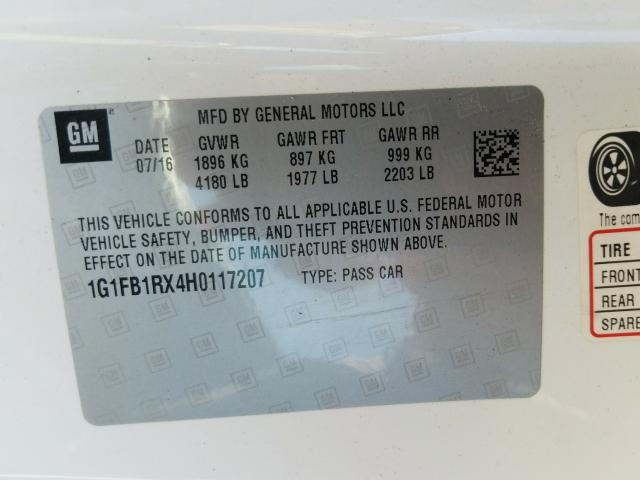 GM
MFD BY GENERAL MOTORS LLC
DATE GVWR GAWR FRT GAWR RR
07/16 1896 KG 897 KG 999 KG
4180 LB 1977 LB 2203 LB
THIS VEHICLE CONFORMS TO ALL APPLICABLE U.S. FEDERAL MOTOR
VEHICLE SAFETY, BUMPER, AND THEFT PREVENTION STANDARDS IN
EFFECT ON THE DATE OF MANUFACTURE SHOWN ABOVE.
1G1FB1RX4H0117207 TYPE: PASS CAR
The com
TIRE
FRONT
REAR
SPARE